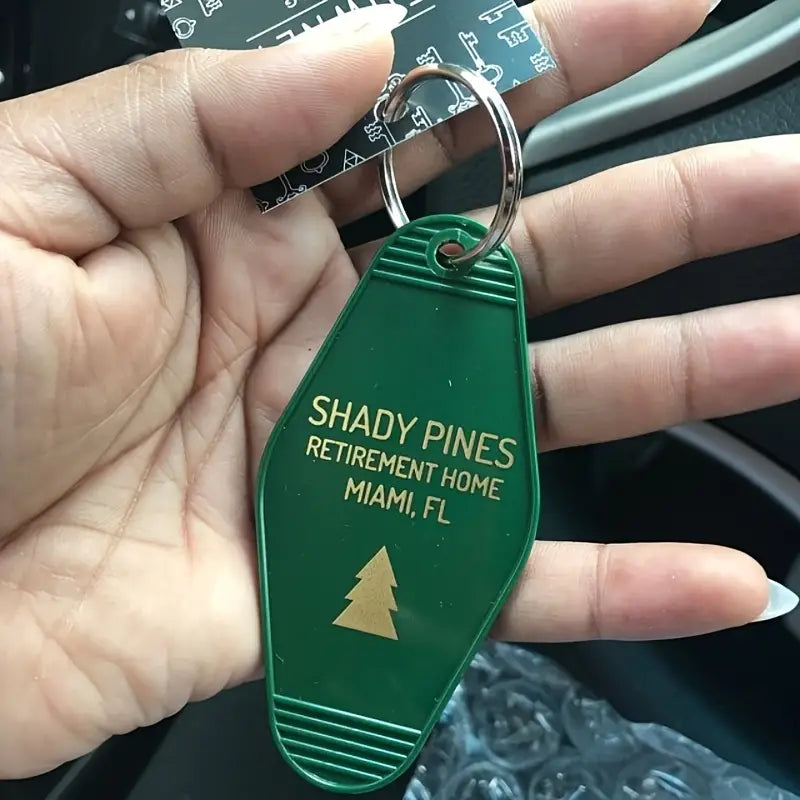 SHADY PINES
RETIREMENT HOME
MIAMI, FL